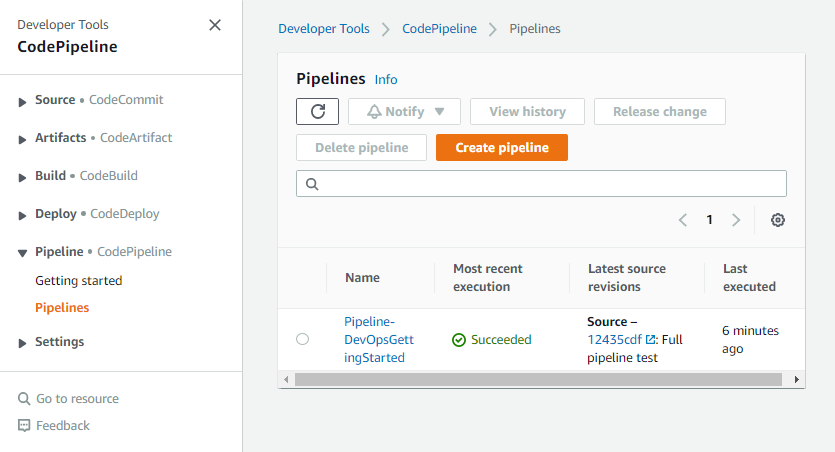 Developer Tools
CodePipeline
Source • CodeCommit
Artifacts • CodeArtifact
Build • CodeBuild
Deploy • CodeDeploy
Pipeline • CodePipeline
Getting started
Pipelines
Settings
Go to resource
Feedback
Developer Tools > CodePipeline > Pipelines
Pipelines Info
Notify View history Release change
Delete pipeline Create pipeline
1
Name Most recent execution Latest source revisions Last executed
Pipeline-
DevOpsGett
ingStarted
Succeeded
Source –
12435cdf: Full
pipeline test
6 minutes
ago